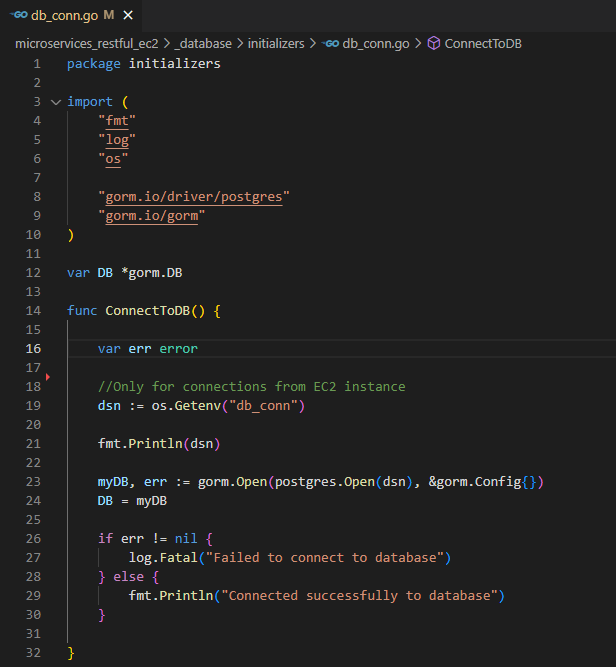 GO db_conn.go M ×
microservices_restful_ec2 > _database > initializers > GO db_conn.go > ConnectToDB
1 package initializers
2
3 import (
4 "fmt"
5 "log"
6 "os"
7
8 "gorm.io/driver/postgres"
9 "gorm.io/gorm"
10 )
11
12 var DB *gorm.DB
13
14 func ConnectToDB() {
15
16 var err error
17
18 //Only for connections from EC2 instance
19 dsn := os.Getenv("db_conn")
20
21 fmt.Println(dsn)
22
23 myDB, err := gorm.Open(postgres.Open(dsn), &gorm.Config{})
24 DB = myDB
25
26 if err != nil {
27 log.Fatal("Failed to connect to database")
28 } else {
29 fmt.Println("Connected successfully to database")
30 }
31
32 }